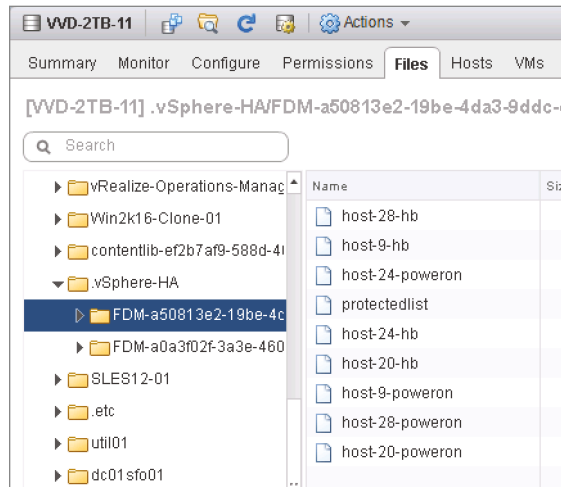 VVD-2TB-11 Actions
Summary Monitor Configure Permissions Files Hosts VMs
[VVD-2TB-11] .vSphere-HA/FDM-a50813e2-19be-4da3-9ddc-
Search
vRealize-Operations-Manag
Win2k16-Clone-01
contentlib-ef2b7af9-588d-4
.vSphere-HA
FDM-a50813e2-19be-4c
FDM-a0a3f02f-3a3e-460
SLES12-01
.etc
util01
dc01sfo01
Name Siz
host-28-hb
host-9-hb
host-24-poweron
protectedlist
host-24-hb
host-20-hb
host-9-poweron
host-28-poweron
host-20-poweron